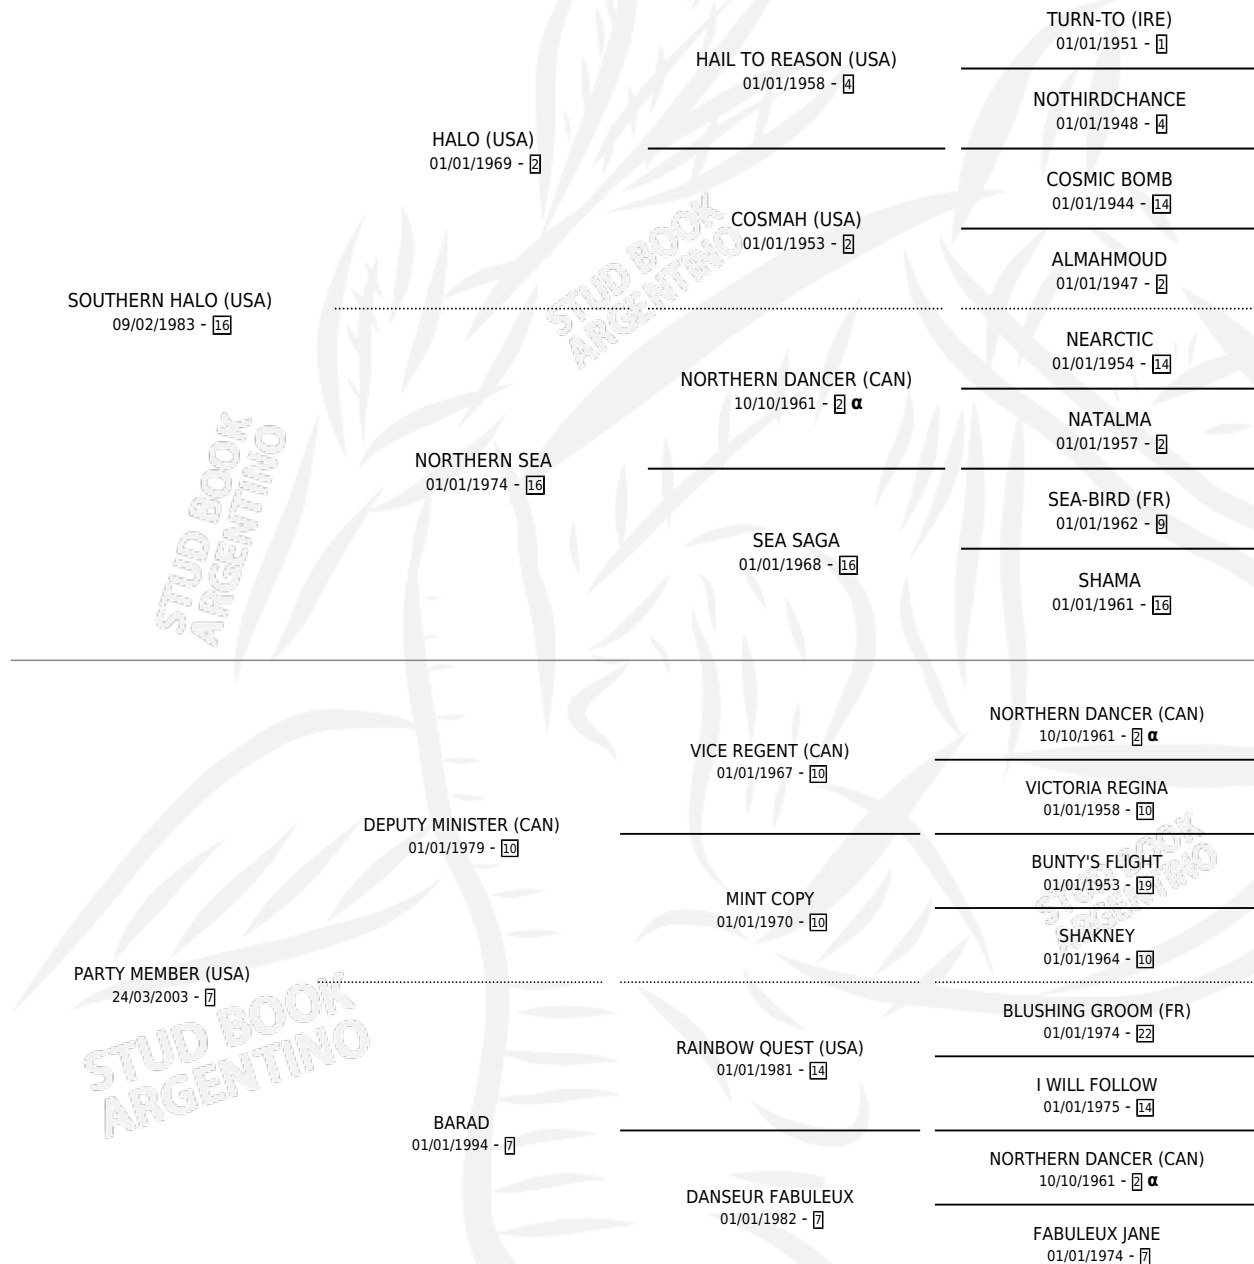 TURN-TO (IRE)
01/01/1951 - 1
HAIL TO REASON (USA)
01/01/1958 - 4
NOTHIRDCHANCE
01/01/1948 - 4
HALO (USA)
01/01/1969 - 2
COSMIC BOMB
01/01/1944 - 14
COSMAH (USA)
01/01/1953 - 2
ALMAHMOUD
01/01/1947 - 2
STUD BOOK
ARGENTINO
SOUTHERN HALO (USA)
09/02/1983 - 16
NEARCTIC
01/01/1954 - 14
NORTHERN DANCER (CAN)
10/10/1961 - 2 α
NATALMA
01/01/1957 - 2
NORTHERN SEA
01/01/1974 - 16
SEA-BIRD (FR)
01/01/1962 - 9
SEA SAGA
01/01/1968 - 16
SHAMA
01/01/1961 - 16
STUD BOOK
ARGENTINO
NORTHERN DANCER (CAN)
10/10/1961 - 2 α
VICE REGENT (CAN)
01/01/1967 - 10
VICTORIA REGINA
01/01/1958 - 10
DEPUTY MINISTER (CAN)
01/01/1979 - 10
BUNTY'S FLIGHT
01/01/1953 - 19
STUD BOOK
ARGENTINO
MINT COPY
01/01/1970 - 10
SHAKNEY
01/01/1964 - 10
PARTY MEMBER (USA)
24/03/2003 - 7
STUD BOOK
ARGENTINO
BLUSHING GROOM (FR)
01/01/1974 - 22
RAINBOW QUEST (USA)
01/01/1981 - 14
I WILL FOLLOW
01/01/1975 - 14
BARAD
01/01/1994 - 7
NORTHERN DANCER (CAN)
10/10/1961 - 2 α
DANSEUR FABULEUX
01/01/1982 - 7
FABULEUX JANE
01/01/1974 - 7